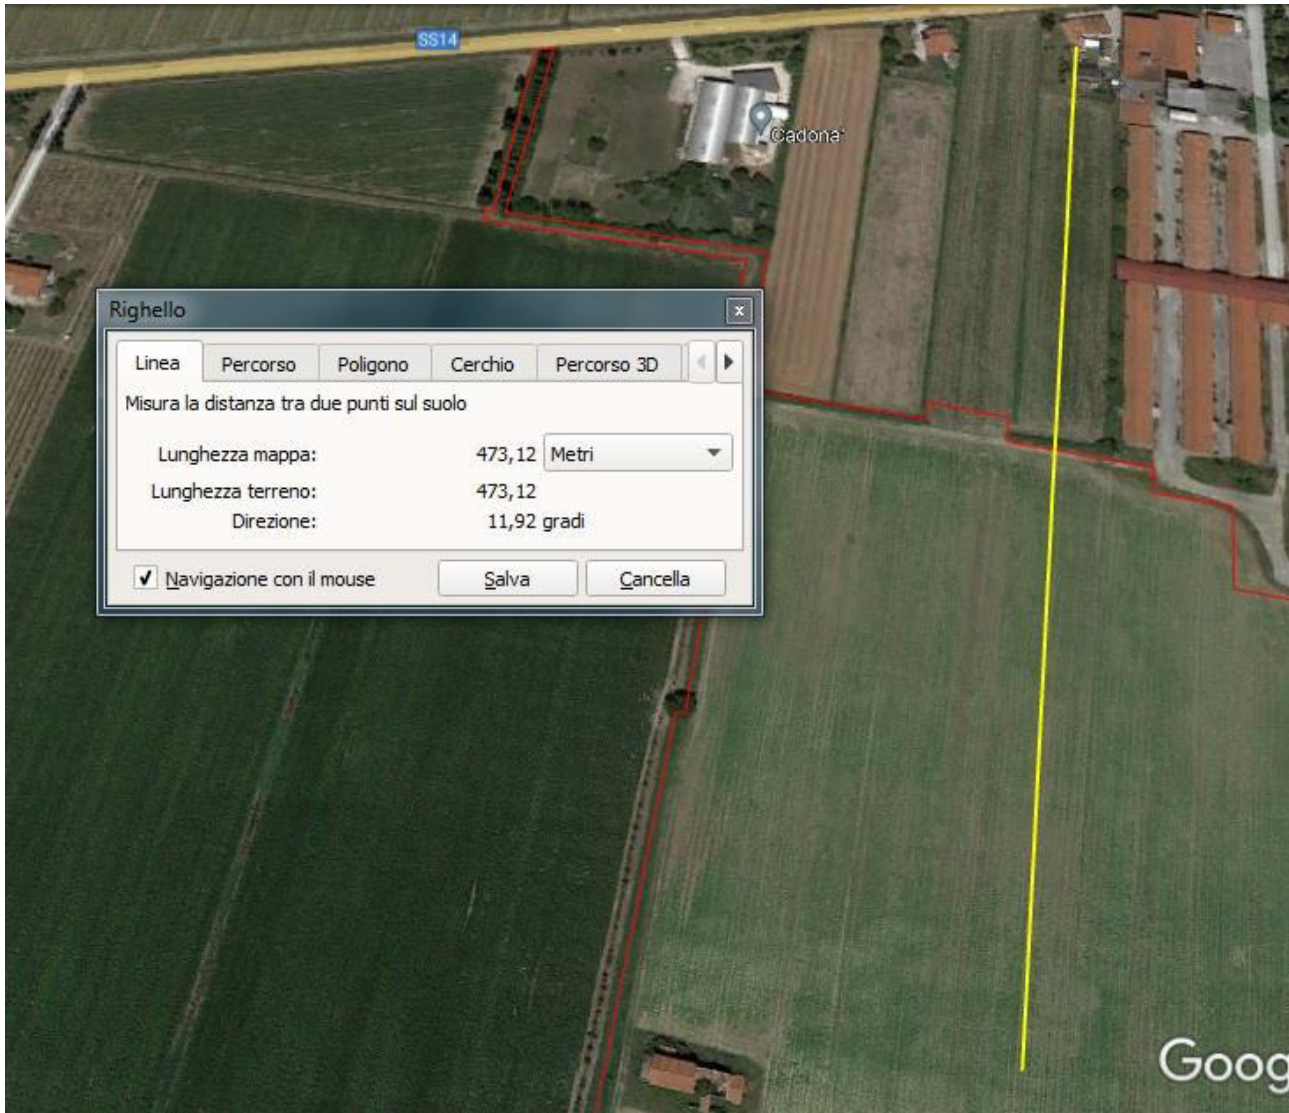 SS14
Cadona'
Righello
Linea Percorso Poligono Cerchio Percorso 3D
Misura la distanza tra due punti sul suolo
Lunghezza mappa: 473,12 Metri
Lunghezza terreno: 473,12
Direzione: 11,92 gradi
Navigazione con il mouse Salva Cancella
Goog